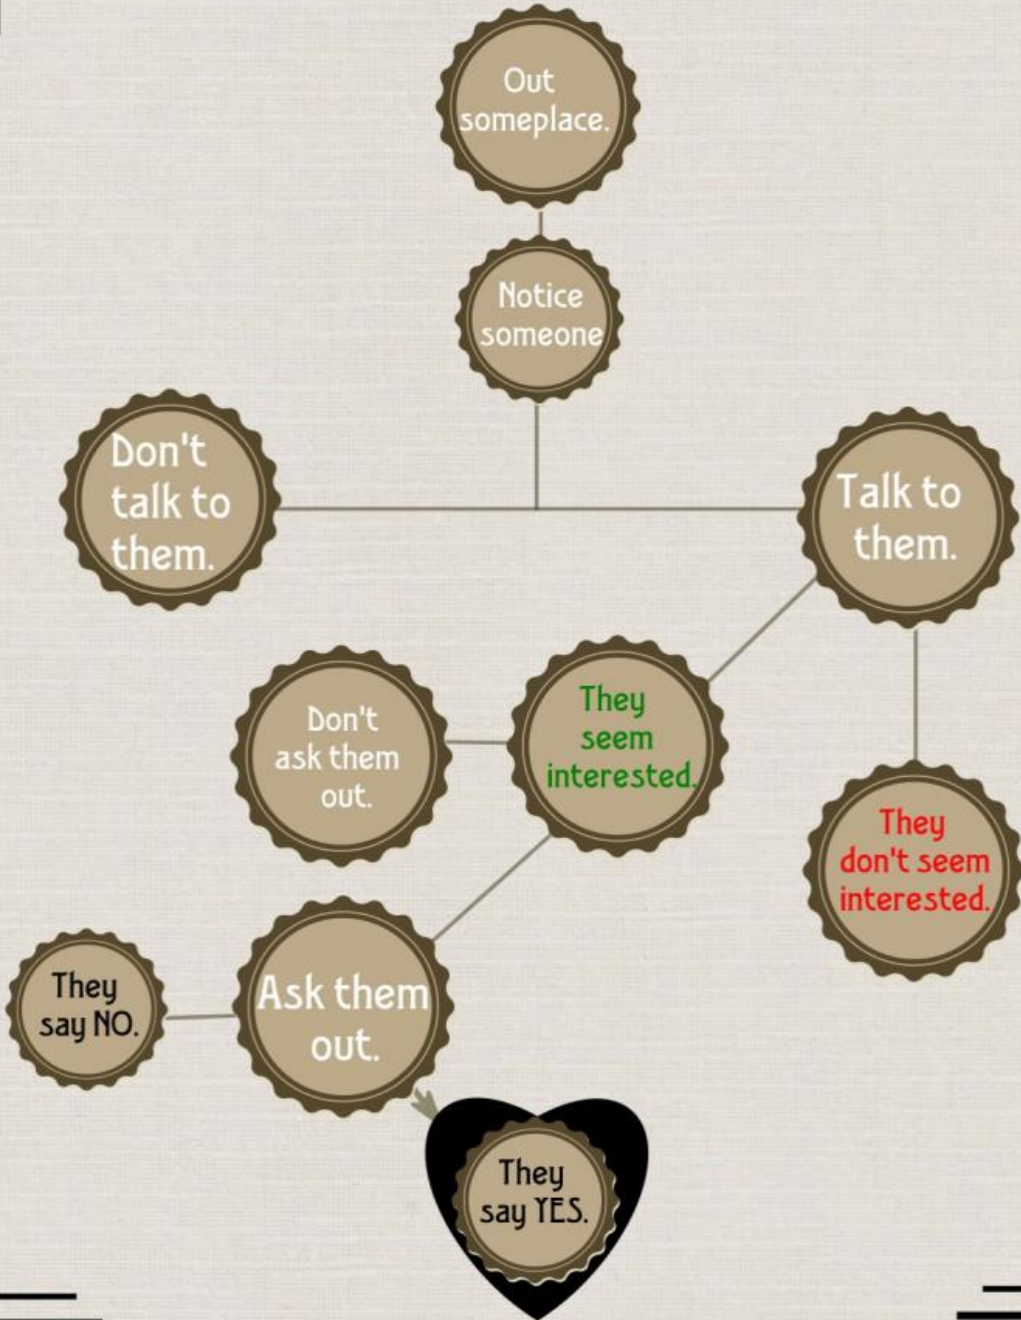 Out
someplace.
Notice
someone
Don't
talk to
them.
Talk to
them.
Don't
ask them
out.
They
seem
interested.
They
don't seem
interested.
They
say NO.
Ask them
out.
They
say YES.